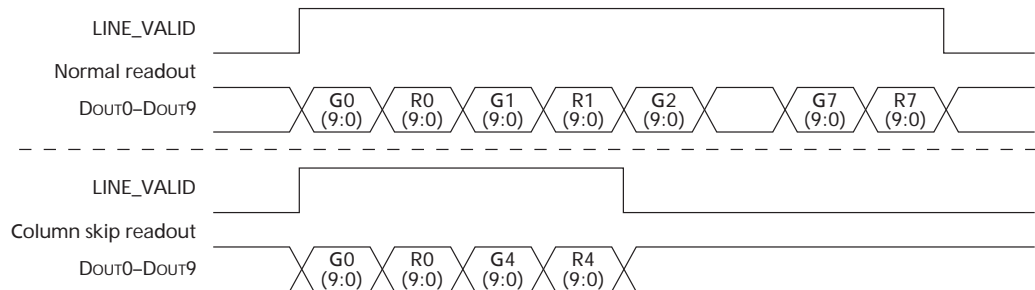 LINE_VALID
Normal readout
DOUT0–DOUT9
G0 (9:0) R0 (9:0) G1 (9:0) R1 (9:0) G2 (9:0) G7 (9:0) R7 (9:0)
LINE_VALID
Column skip readout
DOUT0–DOUT9
G0 (9:0) R0 (9:0) G4 (9:0) R4 (9:0)